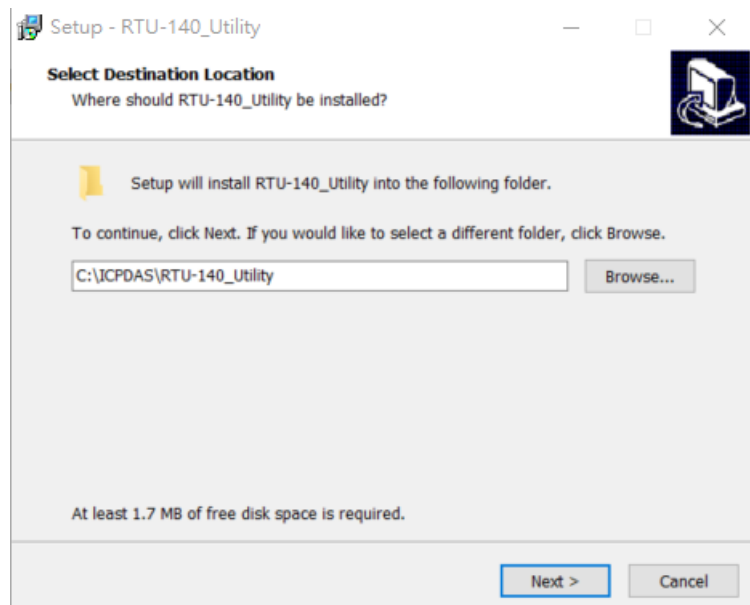 Setup - RTU-140_Utility
Select Destination Location
Where should RTU-140_Utility be installed?
Setup will install RTU-140_Utility into the following folder.
To continue, click Next. If you would like to select a different folder, click Browse.
C:\ICPDAS\RTU-140_Utility
Browse...
At least 1.7 MB of free disk space is required.
Next >
Cancel